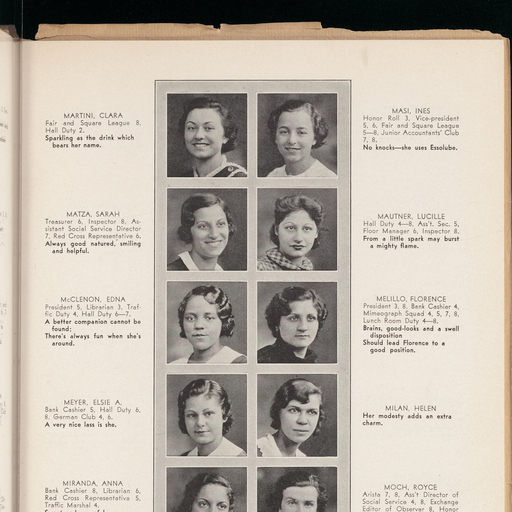 MARTINI, CLARA
Fair and Square League 8,
Hall Duty 2.
Sparkling as the drink which
bears her name.
MASI, INES
Honor Roll 3, Vice-president
5, 6, Fair and Square League
5—8, Junior Accountants' Club
7, 8.
No knocks—she uses Essolube.
MATZA, SARAH
Treasurer 6, Inspector 8, As-
sistant Social Service Director
7, Red Cross Representative 6,
Always good natured, smiling
and helpful.
MAUTNER, LUCILLE
Hall Duty 4—8, Ass't. Sec. 5,
Floor Manager 6, Inspector 8.
From a little spark may burst
a mighty flame.
McCLENON, EDNA
President 5, Librarian 3, Traf-
fic Duty 4, Hall Duty 6—7.
A better companion cannot be
found;
There's always fun when she's
around.
MELILLO, FLORENCE
President 3, 8, Bank Cashier 4,
Mimeograph Squad 4, 5, 7, 8,
Lunch Room Duty 4—8.
Brains, good-looks and a swell
disposition
Should lead Florence to a
good position.
MEYER, ELSIE A.
Bank Cashier 5, Hall Duty 6,
8, German Club 4, 6.
A very nice lass is she.
MILAN, HELEN
Her modesty adds an extra
charm.
MIRANDA, ANNA
Bank Cashier 8, Librarian 6,
Red Cross Representative 5,
Traffic Marshal 4.
MOCH, ROYCE
Arista 7, 8, Ass't Director of
Social Service 4, 8, Exchange
Editor of Observer 8, Honor